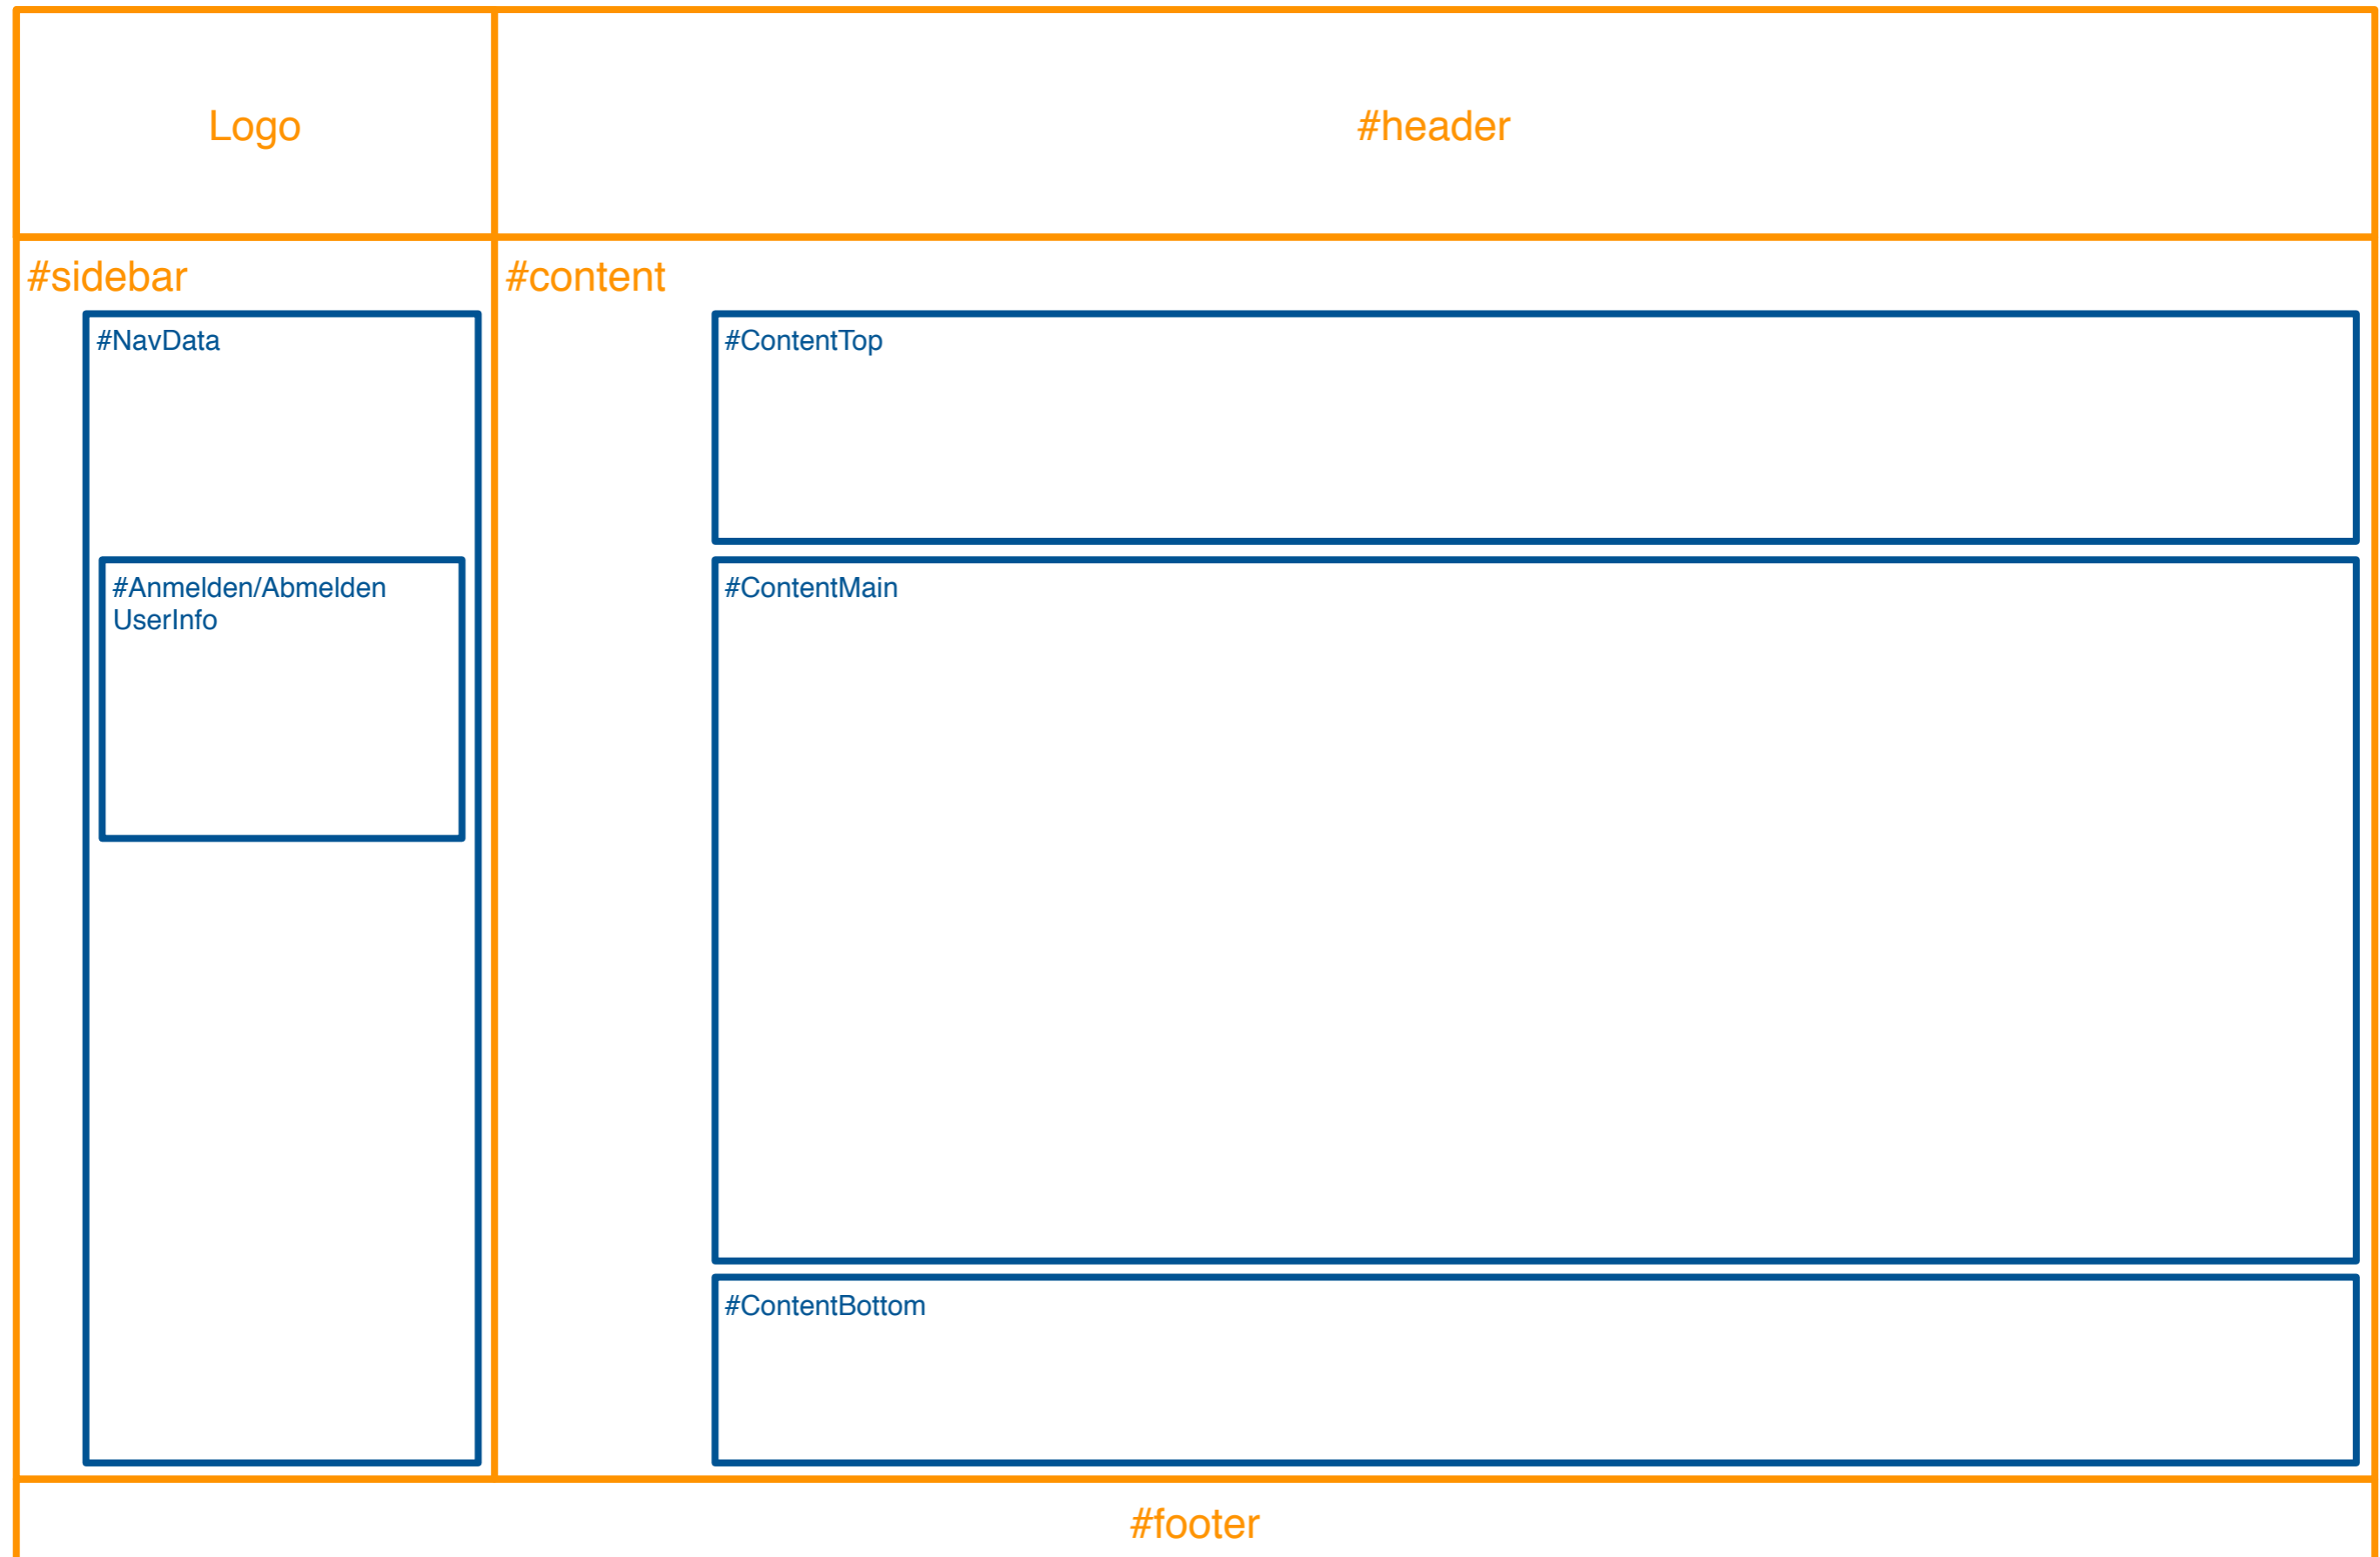 Logo
#header
#sidebar
#NavData
#Anmelden/Abmelden
UserInfo
#content
#ContentTop
#ContentMain
#ContentBottom
#footer